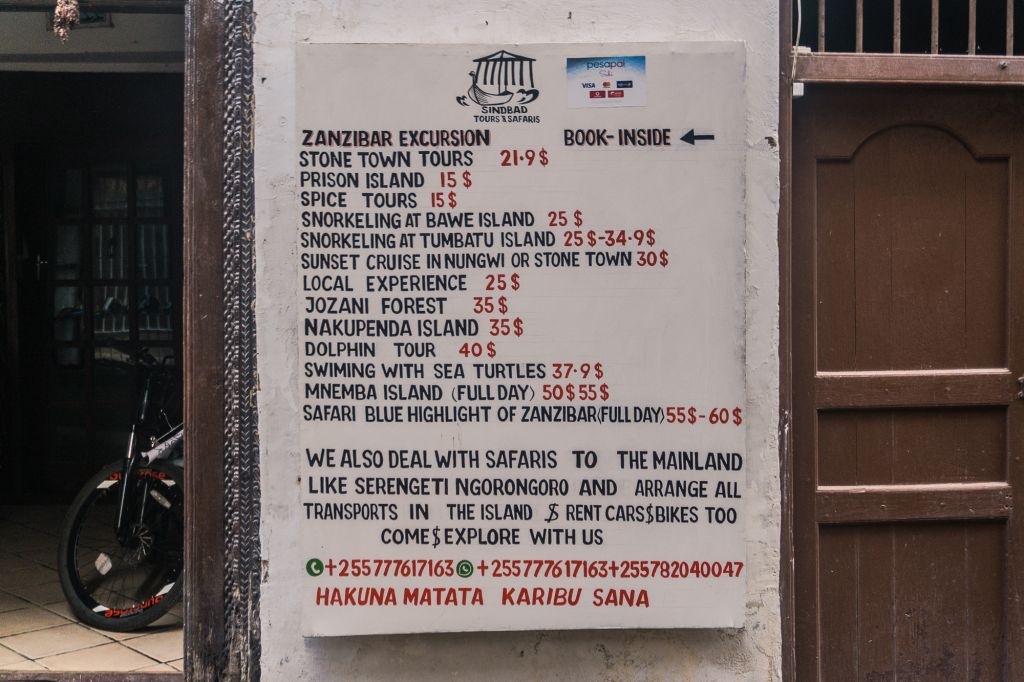 SINDBAD
TOURS & SAFARIS
pesapal
VISA
ZANZIBAR EXCURSION BOOK-INSIDE ←
STONE TOWN TOURS 21.9$
PRISON ISLAND 15$
SPICE TOURS 15$
SNORKELING AT BAWE ISLAND 25$
SNORKELING AT TUMBATU ISLAND 25$-34.9$
SUNSET CRUISE IN NUNGWI OR STONE TOWN 30$
LOCAL EXPERIENCE 25$
JOZANI FOREST 35$
NAKUPENDA ISLAND 35$
DOLPHIN TOUR 40$
SWIMING WITH SEA TURTLES 37.9$
MNEMBA ISLAND (FULL DAY) 50$55$
SAFARI BLUE HIGHLIGHT OF ZANZIBAR(FULL DAY)55$-60$
WE ALSO DEAL WITH SAFARIS TO THE MAINLAND
LIKE SERENGETI NGORONGORO AND ARRANGE ALL
TRANSPORTS IN THE ISLAND $ RENT CARS$BIKES TOO
COME$EXPLORE WITH US
+255777617163 +255777617163+255782040047
HAKUNA MATATA KARIBU SANA